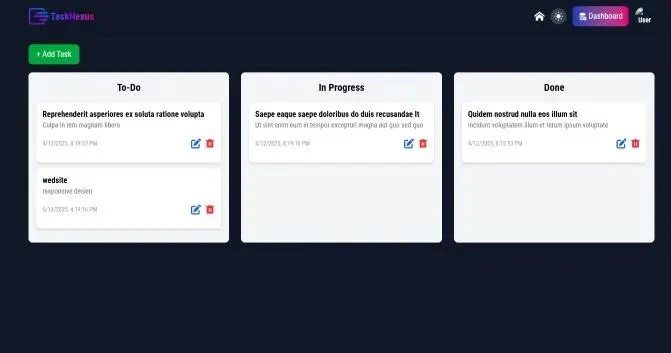 TaskNexus
Dashboard
User
+ Add Task
To-Do
Reprehenderit asperiores ex soluta ratione volupta
Culpa in rem magnam libero
4/12/2025, 8:19:23 PM
wedsite
responsive desien
6/14/2025, 4:19:16 PM
In Progress
Saepe eaque saepe doloribus do duis recusandae It
Ut sint enim eum in tempor excepturi magna aut quo sed quo
4/12/2025, 8:19:18 PM
Done
Quidem nostrud nulla eos illum sit
Incidunt voluptatem illum et rerum ipsum voluptate
4/12/2025, 8:18:53 PM